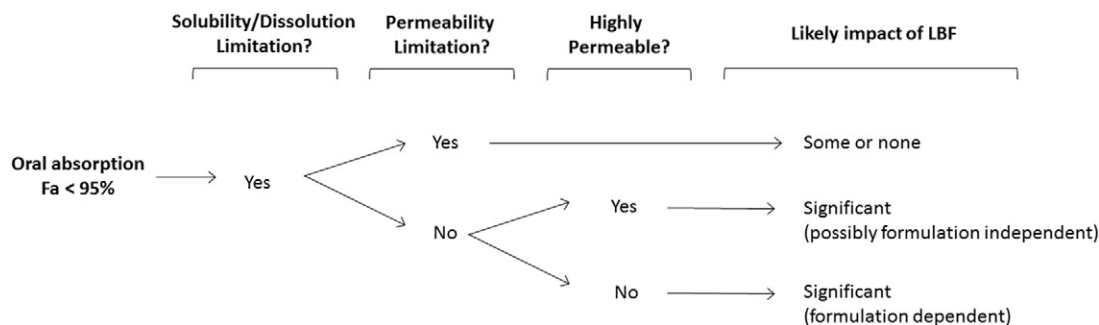 Solubility/Dissolution
Limitation?
Permeability
Limitation?
Highly
Permeable?
Likely impact of LBF
Oral absorption
Fa < 95%
Yes
Yes
Some or none
No
Yes
Significant
(possibly formulation independent)
No
Significant
(formulation dependent)